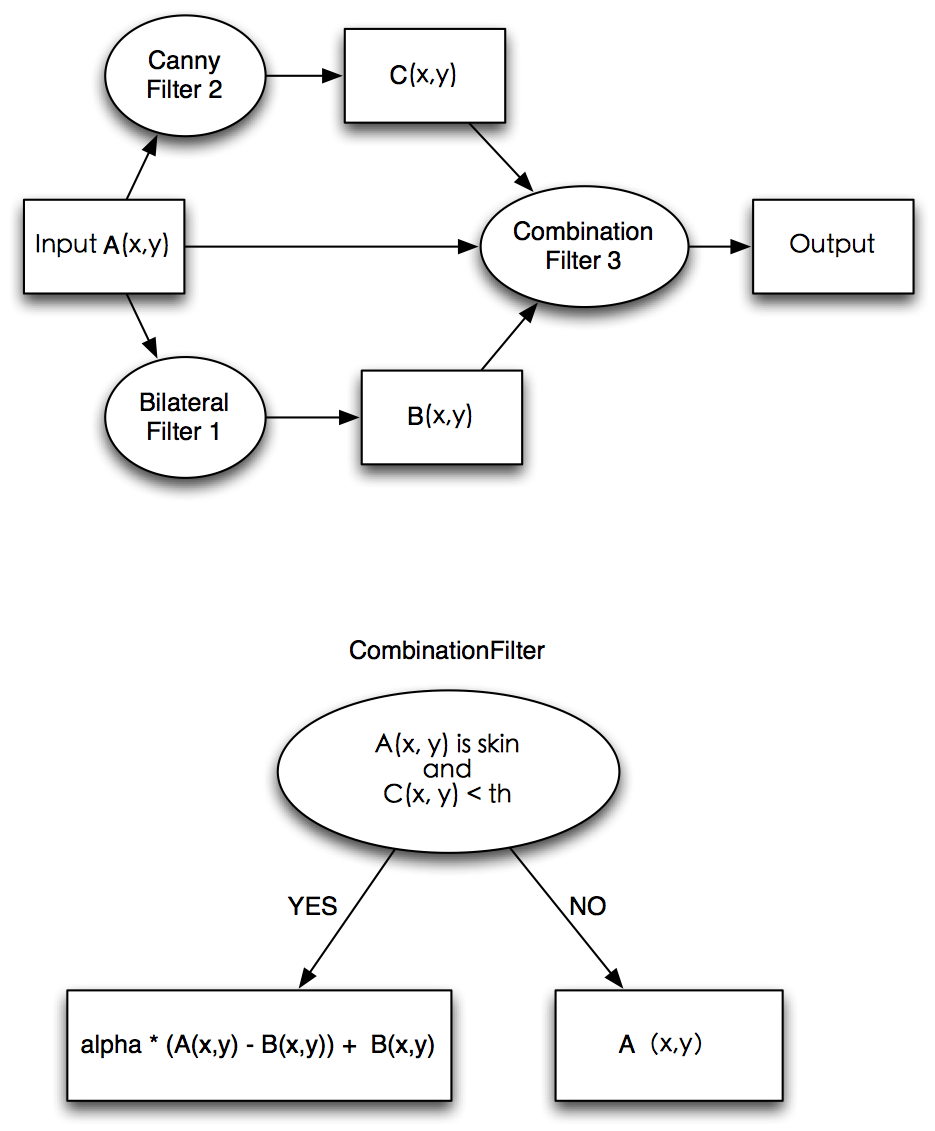 Canny
Filter 2
C(x,y)
Input A(x,y)
Combination
Filter 3
Output
Bilateral
Filter 1
B(x,y)
CombinationFilter
A(x, y) is skin
and
C(x, y) < th
YES
NO
alpha * (A(x,y) - B(x,y)) + B(x,y)
A（x,y）